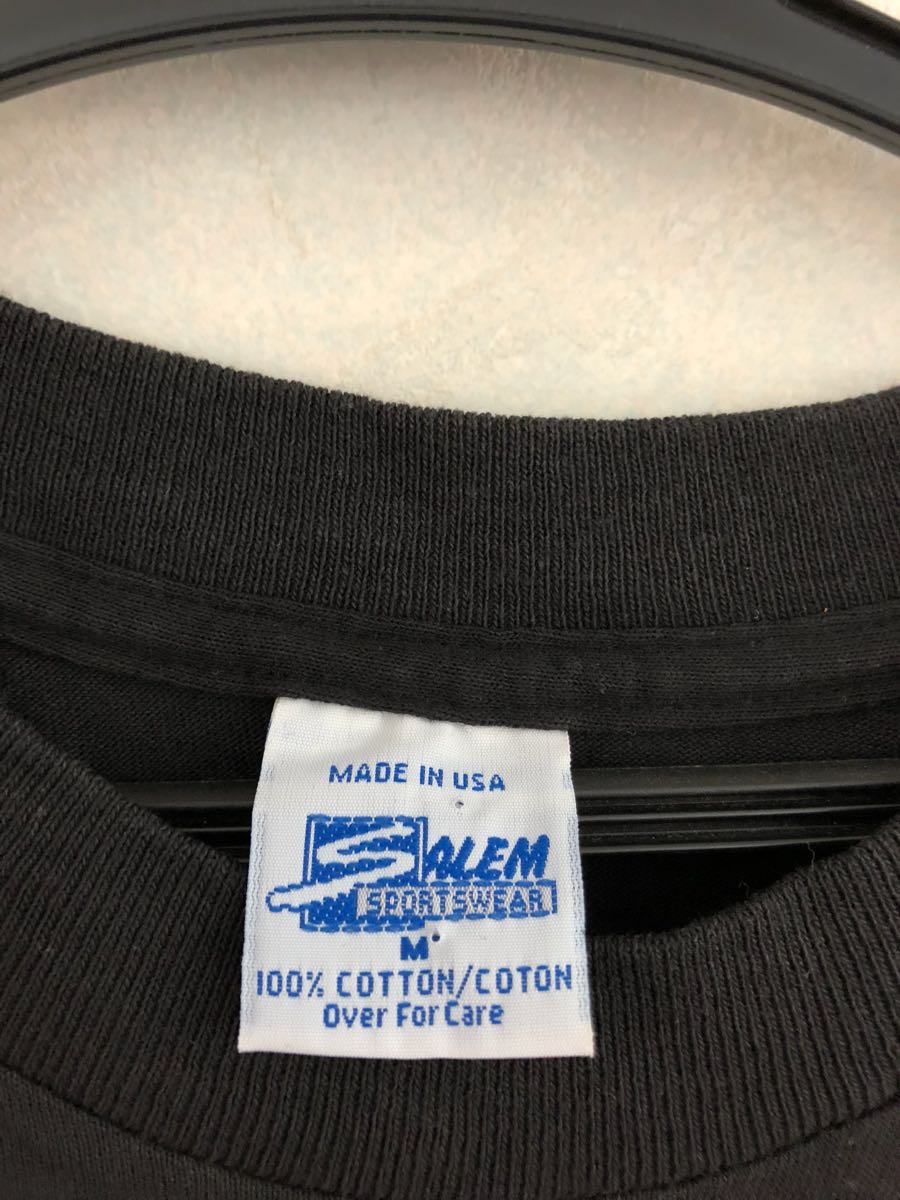 MADE IN USA
SALEM
SPORTSWEAR
M
100% COTTON/COTON
Over For Care